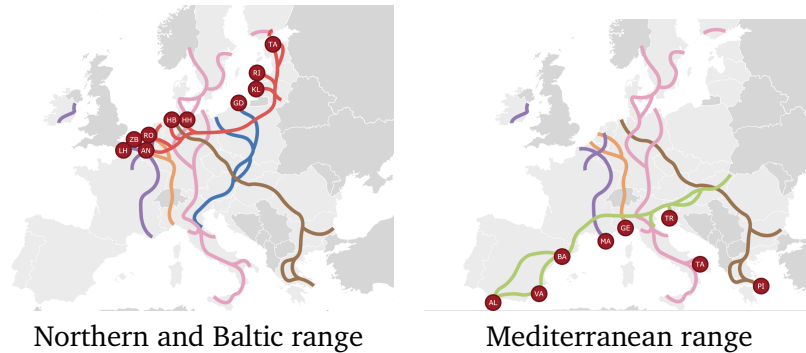 TA
RI
KL
GD
HB HH
RO
ZB
LH AN
TR
GE
MA
BA
TA
PI
VA
AL
Northern and Baltic range
Mediterranean range